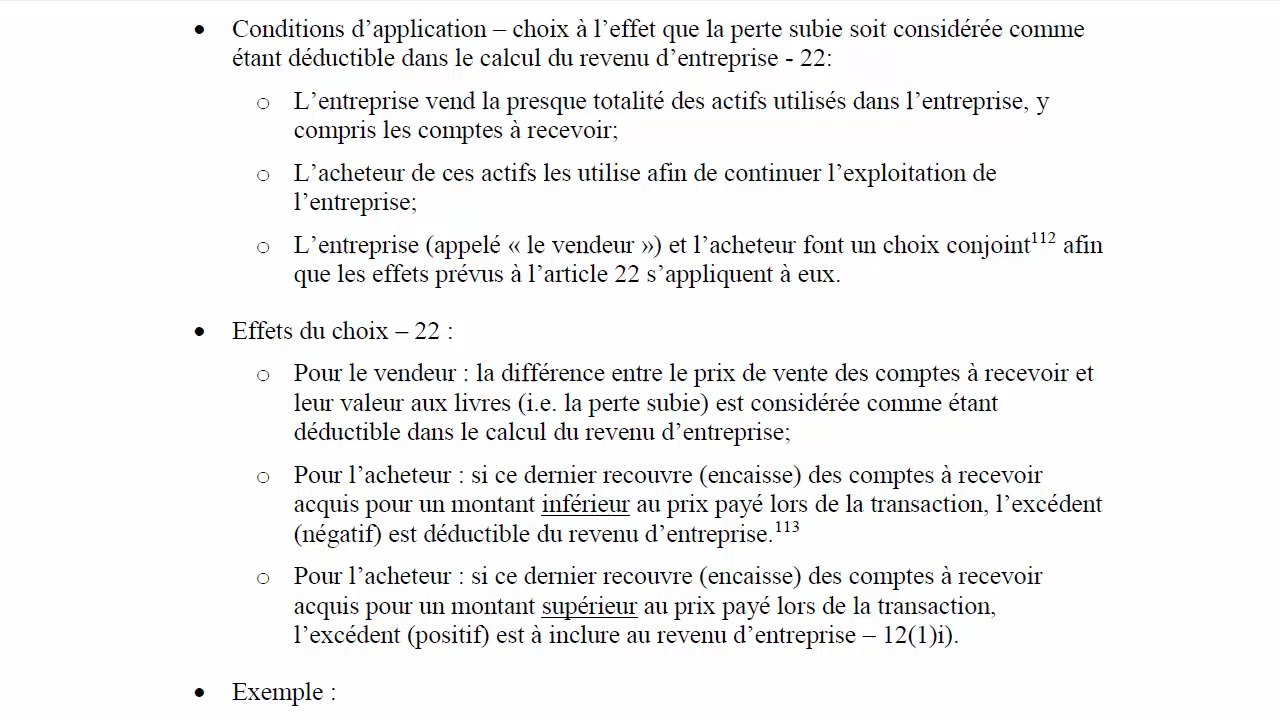 • Conditions d’application – choix à l’effet que la perte subie soit considérée comme
étant déductible dans le calcul du revenu d’entreprise - 22:
o L’entreprise vend la presque totalité des actifs utilisés dans l’entreprise, y
compris les comptes à recevoir;
o L’acheteur de ces actifs les utilise afin de continuer l’exploitation de
l’entreprise;
o L’entreprise (appelé « le vendeur ») et l’acheteur font un choix conjoint112 afin
que les effets prévus à l’article 22 s’appliquent à eux.
• Effets du choix – 22 :
o Pour le vendeur : la différence entre le prix de vente des comptes à recevoir et
leur valeur aux livres (i.e. la perte subie) est considérée comme étant
déductible dans le calcul du revenu d’entreprise;
o Pour l’acheteur : si ce dernier recouvre (encaisse) des comptes à recevoir
acquis pour un montant inférieur au prix payé lors de la transaction, l’excédent
(négatif) est déductible du revenu d’entreprise.113
o Pour l’acheteur : si ce dernier recouvre (encaisse) des comptes à recevoir
acquis pour un montant supérieur au prix payé lors de la transaction,
l’excédent (positif) est à inclure au revenu d’entreprise – 12(1)i).
• Exemple :